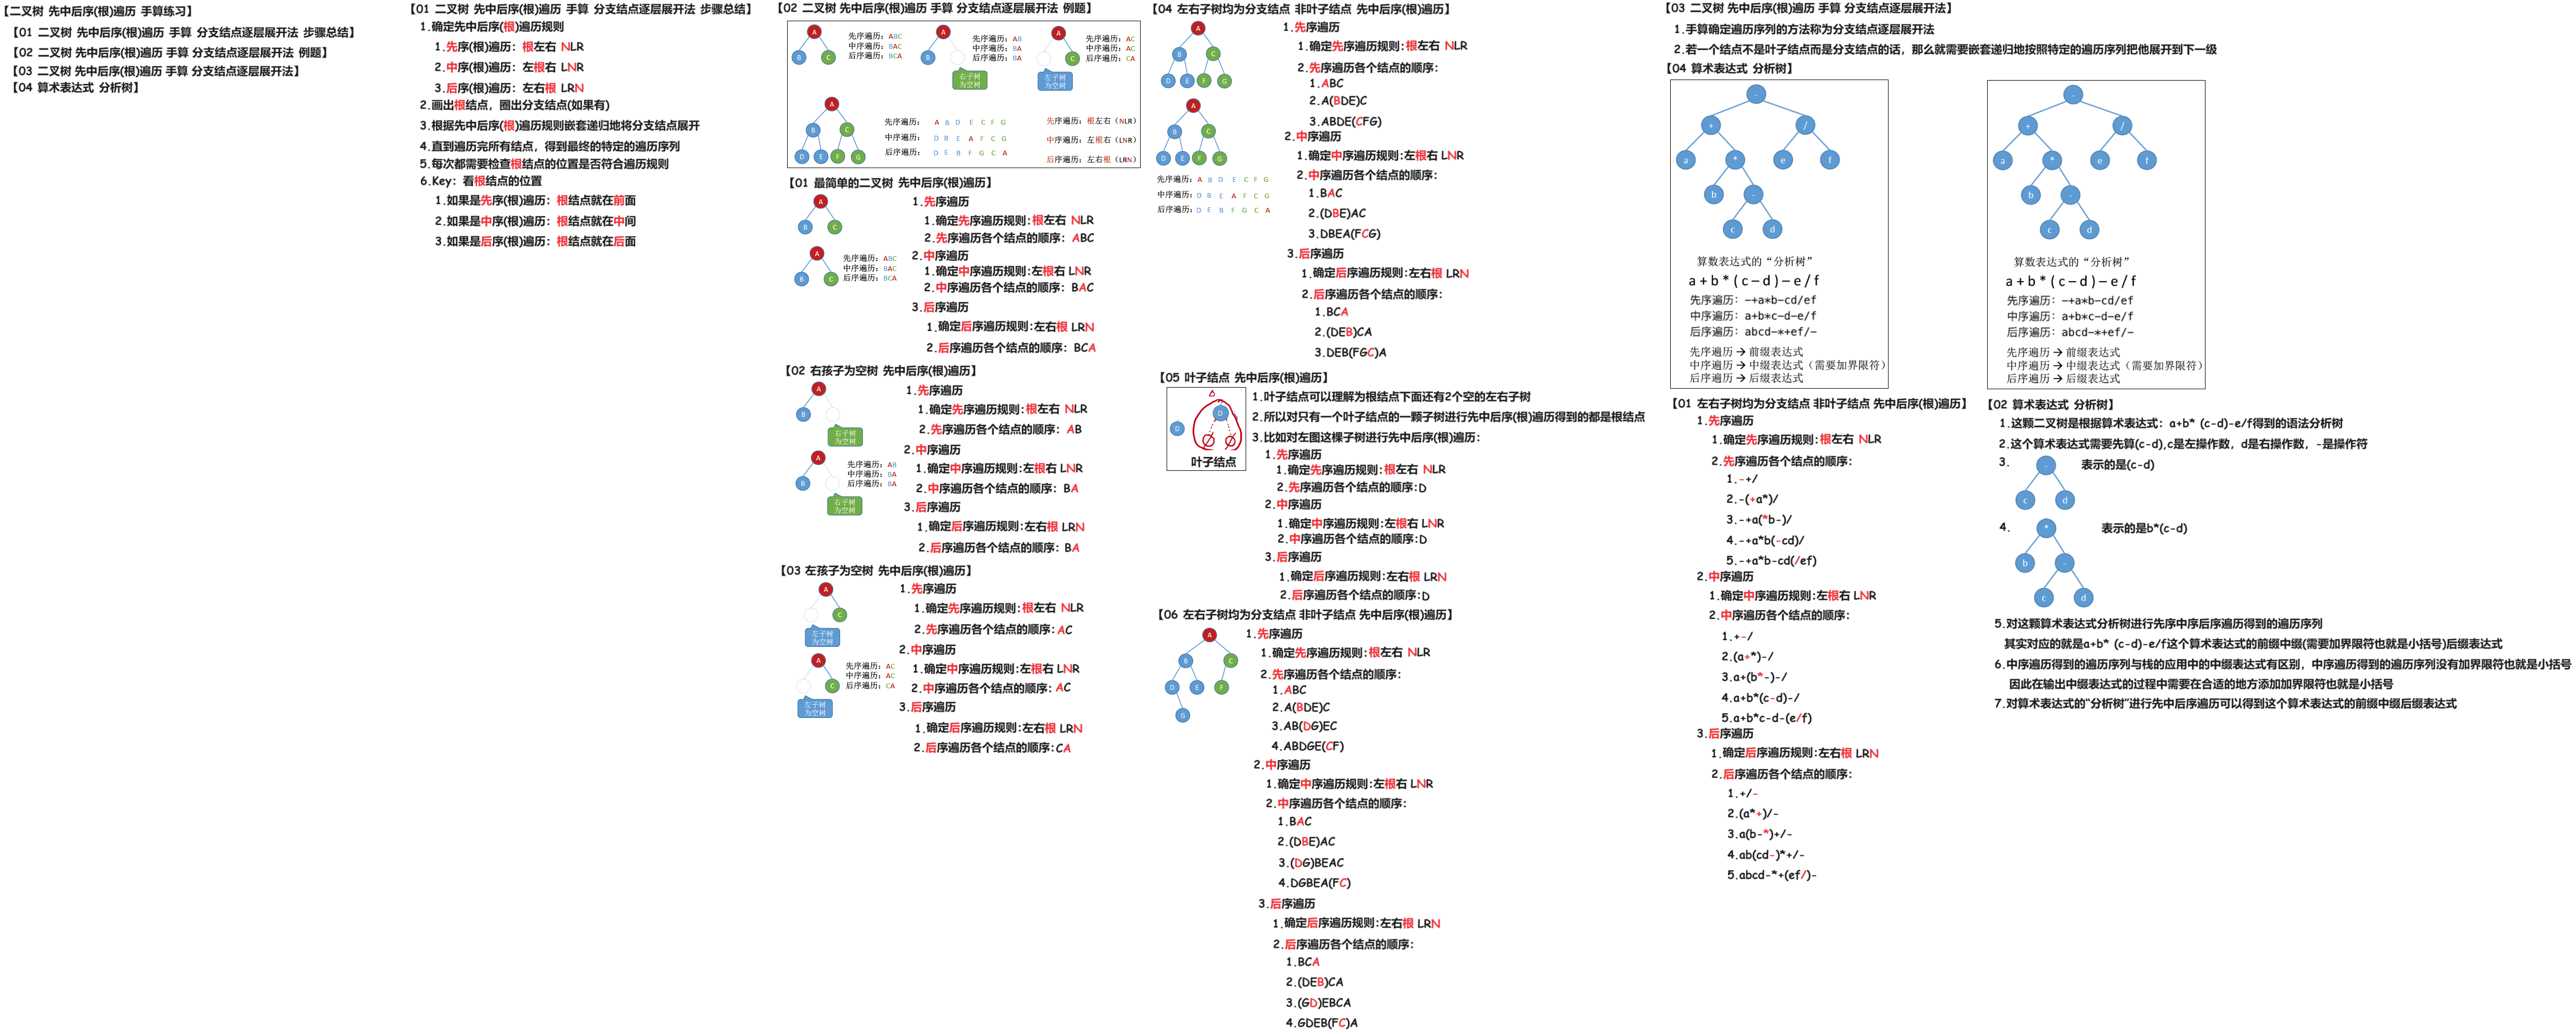 【二叉树 先中后序(根)遍历 手算练习】
【01 二叉树 先中后序(根)遍历 手算 分支结点逐层展开法 步骤总结】
【02 二叉树 先中后序(根)遍历 手算 分支结点逐层展开法 例题】
【03 二叉树 先中后序(根)遍历 手算 分支结点逐层展开法】
【04 算术表达式 分析树】
【01 二叉树 先中后序(根)遍历 手算 分支结点逐层展开法 步骤总结】
1.确定先中后序(根)遍历规则
1.先序(根)遍历：根左右 NLR
2.中序(根)遍历：左根右 LNR
3.后序(根)遍历：左右根 LRN
2.画出根结点，圈出分支结点(如果有)
3.根据先中后序(根)遍历规则嵌套递归地将分支结点展开
4.直到遍历完所有结点，得到最终的特定的遍历序列
5.每次都需要检查根结点的位置是否符合遍历规则
6.Key：看根结点的位置
1.如果是先序(根)遍历：根结点就在前面
2.如果是中序(根)遍历：根结点就在中间
3.如果是后序(根)遍历：根结点就在后面
【02 二叉树 先中后序(根)遍历 手算 分支结点逐层展开法 例题】
A
B C
先序遍历：ABC
中序遍历：BAC
后序遍历：BCA
A
B
右子树
为空树
先序遍历：AB
中序遍历：BA
后序遍历：BA
A
C
左子树
为空树
先序遍历：AC
中序遍历：AC
后序遍历：CA
A
B C
D E F G
先序遍历： A B D E C F G
中序遍历： D B E A F C G
后序遍历： D E B F G C A
先序遍历：根左右（NLR）
中序遍历：左根右（LNR）
后序遍历：左右根（LRN）
【01 最简单的二叉树 先中后序(根)遍历】
A
B C
A
B C
先序遍历：ABC
中序遍历：BAC
后序遍历：BCA
1.先序遍历
1.确定先序遍历规则:根左右 NLR
2.先序遍历各个结点的顺序：ABC
2.中序遍历
1.确定中序遍历规则:左根右 LNR
2.中序遍历各个结点的顺序：BAC
3.后序遍历
1.确定后序遍历规则:左右根 LRN
2.后序遍历各个结点的顺序：BCA
【02 右孩子为空树 先中后序(根)遍历】
A
B
右子树
为空树
A
B
右子树
为空树
先序遍历：AB
中序遍历：BA
后序遍历：BA
1.先序遍历
1.确定先序遍历规则:根左右 NLR
2.先序遍历各个结点的顺序：AB
2.中序遍历
1.确定中序遍历规则:左根右 LNR
2.中序遍历各个结点的顺序：BA
3.后序遍历
1.确定后序遍历规则:左右根 LRN
2.后序遍历各个结点的顺序：BA
【03 左孩子为空树 先中后序(根)遍历】
A
C
左子树
为空树
A
C
左子树
为空树
先序遍历：AC
中序遍历：AC
后序遍历：CA
1.先序遍历
1.确定先序遍历规则:根左右 NLR
2.先序遍历各个结点的顺序:AC
2.中序遍历
1.确定中序遍历规则:左根右 LNR
2.中序遍历各个结点的顺序：AC
3.后序遍历
1.确定后序遍历规则:左右根 LRN
2.后序遍历各个结点的顺序:CA
【04 左右子树均为分支结点 非叶子结点 先中后序(根)遍历】
A
B C
D E F G
A
B C
D E F G
先序遍历：A B D E C F G
中序遍历：D B E A F C G
后序遍历：D E B F G C A
1.先序遍历
1.确定先序遍历规则:根左右 NLR
2.先序遍历各个结点的顺序：
1.ABC
2.A(BDE)C
3.ABDE(CFG)
2.中序遍历
1.确定中序遍历规则:左根右 LNR
2.中序遍历各个结点的顺序：
1.BAC
2.(DBE)AC
3.DBEA(FCG)
3.后序遍历
1.确定后序遍历规则:左右根 LRN
2.后序遍历各个结点的顺序：
1.BCA
2.(DEB)CA
3.DEB(FGC)A
【05 叶子结点 先中后序(根)遍历】
D
D
叶子结点
1.叶子结点可以理解为根结点下面还有2个空的左右子树
2.所以对只有一个叶子结点的一颗子树进行先中后序(根)遍历得到的都是根结点
3.比如对左图这棵子树进行先中后序(根)遍历：
1.先序遍历
1.确定先序遍历规则:根左右 NLR
2.先序遍历各个结点的顺序:D
2.中序遍历
1.确定中序遍历规则:左根右 LNR
2.中序遍历各个结点的顺序:D
3.后序遍历
1.确定后序遍历规则:左右根 LRN
2.后序遍历各个结点的顺序:D
【06 左右子树均为分支结点 非叶子结点 先中后序(根)遍历】
A
B C
D E F
G
1.先序遍历
1.确定先序遍历规则:根左右 NLR
2.先序遍历各个结点的顺序：
1.ABC
2.A(BDE)C
3.AB(DG)EC
4.ABDGE(CF)
2.中序遍历
1.确定中序遍历规则:左根右 LNR
2.中序遍历各个结点的顺序：
1.BAC
2.(DBE)AC
3.(DG)BEAC
4.DGBEA(FC)
3.后序遍历
1.确定后序遍历规则:左右根 LRN
2.后序遍历各个结点的顺序：
1.BCA
2.(DEB)CA
3.(GD)EBCA
4.GDEB(FC)A
【03 二叉树 先中后序(根)遍历 手算 分支结点逐层展开法】
1.手算确定遍历序列的方法称为分支结点逐层展开法
2.若一个结点不是叶子结点而是分支结点的话，那么就需要嵌套递归地按照特定的遍历序列把他展开到下一级
【04 算术表达式 分析树】
-
+ /
a * e f
b -
c d
算数表达式的“分析树”
a + b * ( c – d ) – e / f
先序遍历：-+a*b-cd/ef
中序遍历：a+b*c-d-e/f
后序遍历：abcd-*+ef/-
先序遍历 → 前缀表达式
中序遍历 → 中缀表达式（需要加界限符）
后序遍历 → 后缀表达式
-
+ /
a * e f
b -
c d
算数表达式的“分析树”
a + b * ( c – d ) – e / f
先序遍历：-+a*b-cd/ef
中序遍历：a+b*c-d-e/f
后序遍历：abcd-*+ef/-
先序遍历 → 前缀表达式
中序遍历 → 中缀表达式（需要加界限符）
后序遍历 → 后缀表达式
【01 左右子树均为分支结点 非叶子结点 先中后序(根)遍历】
1.先序遍历
1.确定先序遍历规则:根左右 NLR
2.先序遍历各个结点的顺序：
1.-+/
2.-(+a*)/
3.-+a(*b-)/
4.-+a*b(-cd)/
5.-+a*b-cd(/ef)
2.中序遍历
1.确定中序遍历规则:左根右 LNR
2.中序遍历各个结点的顺序：
1.+-/
2.(a+*)-/
3.a+(b*-)-/
4.a+b*(c-d)-/
5.a+b*c-d-(e/f)
3.后序遍历
1.确定后序遍历规则:左右根 LRN
2.后序遍历各个结点的顺序：
1.+/-
2.(a*+)/-
3.a(b-*)+/-
4.ab(cd-)*+/-
5.abcd-*+(ef/)-
【02 算术表达式 分析树】
1.这颗二叉树是根据算术表达式：a+b* (c-d)-e/f得到的语法分析树
2.这个算术表达式需要先算(c-d),c是左操作数，d是右操作数，-是操作符
3.
-
c d
表示的是(c-d)
4.
*
b -
c d
表示的是b*(c-d)
5.对这颗算术表达式分析树进行先序中序后序遍历得到的遍历序列
其实对应的就是a+b* (c-d)-e/f这个算术表达式的前缀中缀(需要加界限符也就是小括号)后缀表达式
6.中序遍历得到的遍历序列与栈的应用中的中缀表达式有区别，中序遍历得到的遍历序列没有加界限符也就是小括号
因此在输出中缀表达式的过程中需要在合适的地方添加加界限符也就是小括号
7.对算术表达式的“分析树”进行先中后序遍历可以得到这个算术表达式的前缀中缀后缀表达式